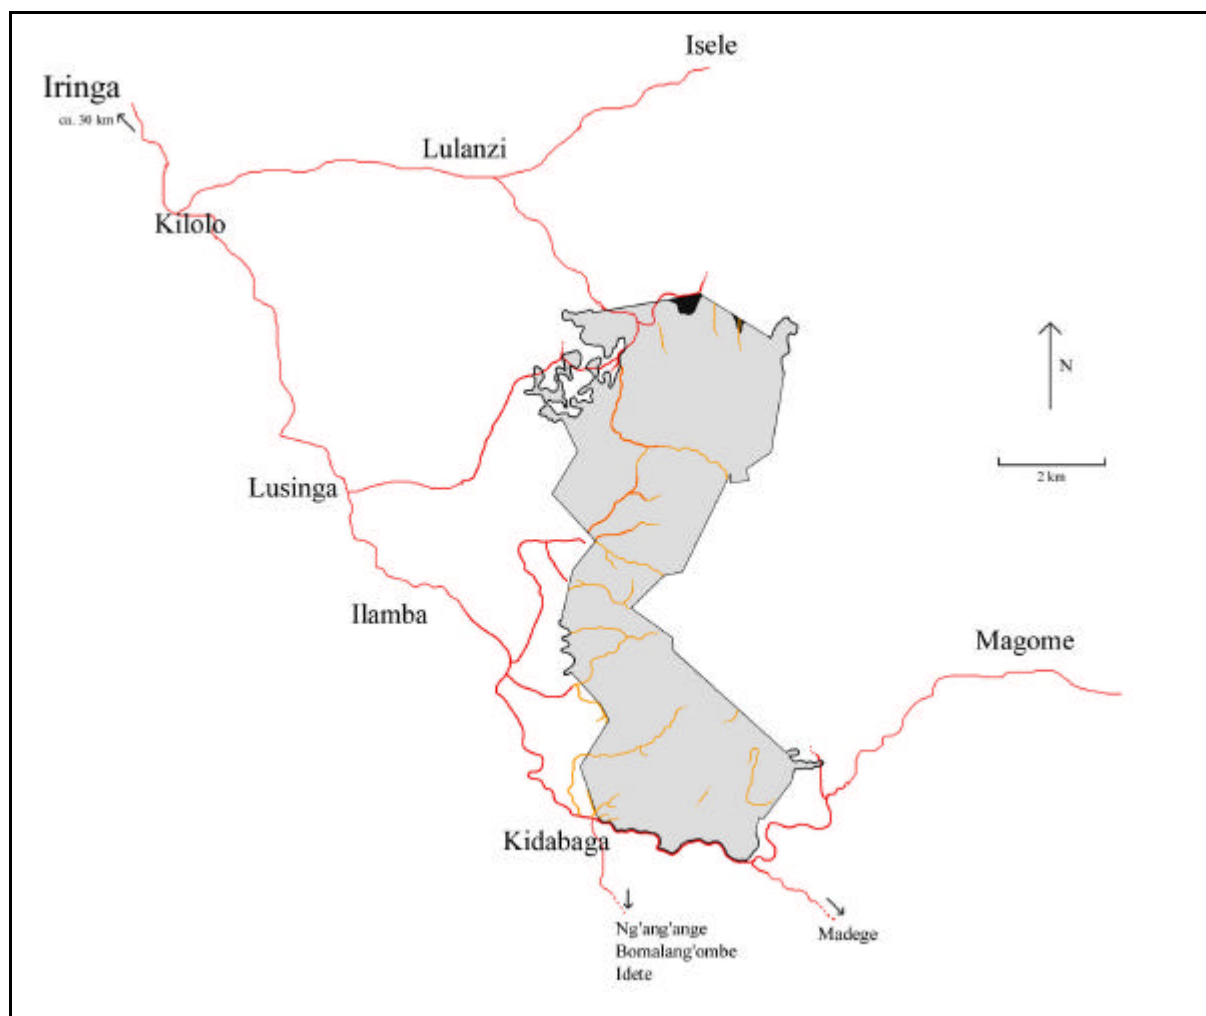 Isele
Iringa
ca. 30 km
Lulanzi
Kilolo
N
2 km
Lusinga
Ilamba
Magome
Kidabaga
Ng'ang'ange
Bomalang'ombe
Idete
Madege